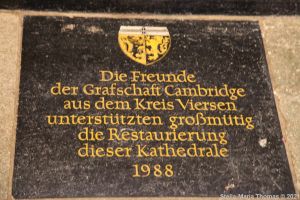 Die Freunde
der Grafschaft Cambridge
aus dem Kreis Viersen
unterstützten großmütig
die Restaurierung
dieser Kathedrale
1988